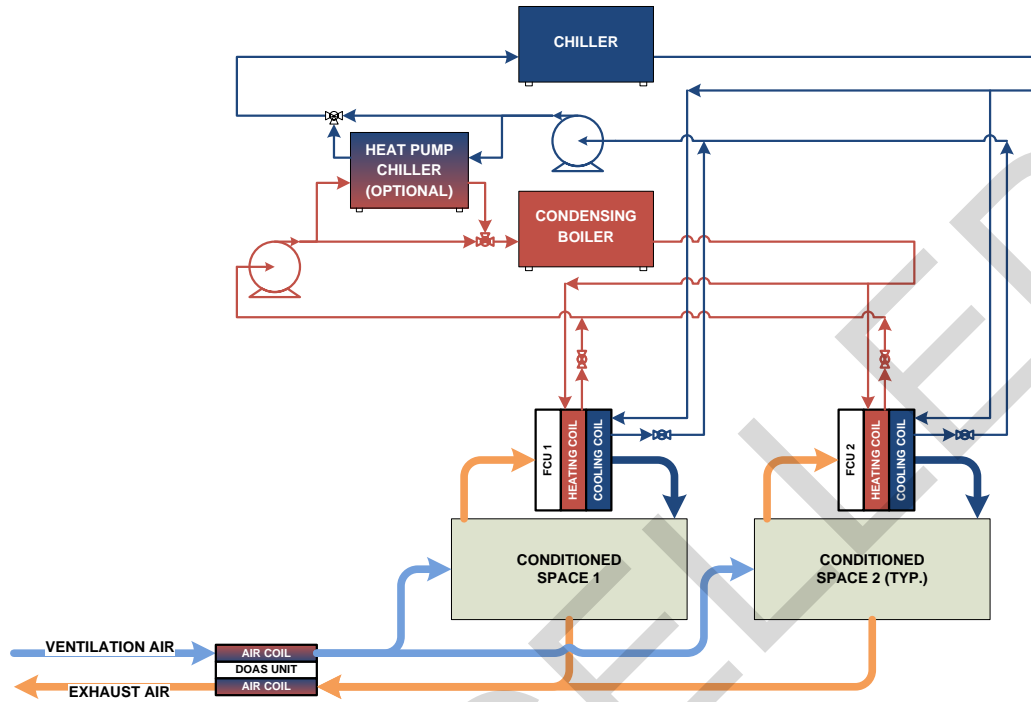 CHILLER
HEAT PUMP
CHILLER
(OPTIONAL)
CONDENSING
BOILER
FCU 1
HEATING COIL
COOLING COIL
FCU 2
HEATING COIL
COOLING COIL
CONDITIONED
SPACE 1
CONDITIONED
SPACE 2 (TYP.)
VENTILATION AIR
AIR COIL
DOAS UNIT
AIR COIL
EXHAUST AIR